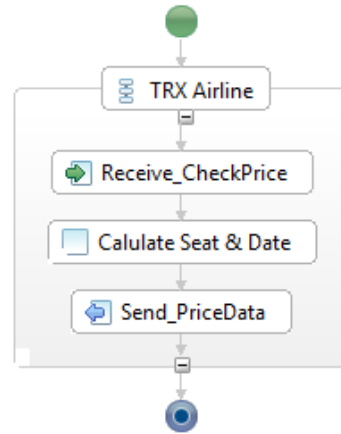 TRX Airline
Receive_CheckPrice
Calulate Seat & Date
Send_PriceData